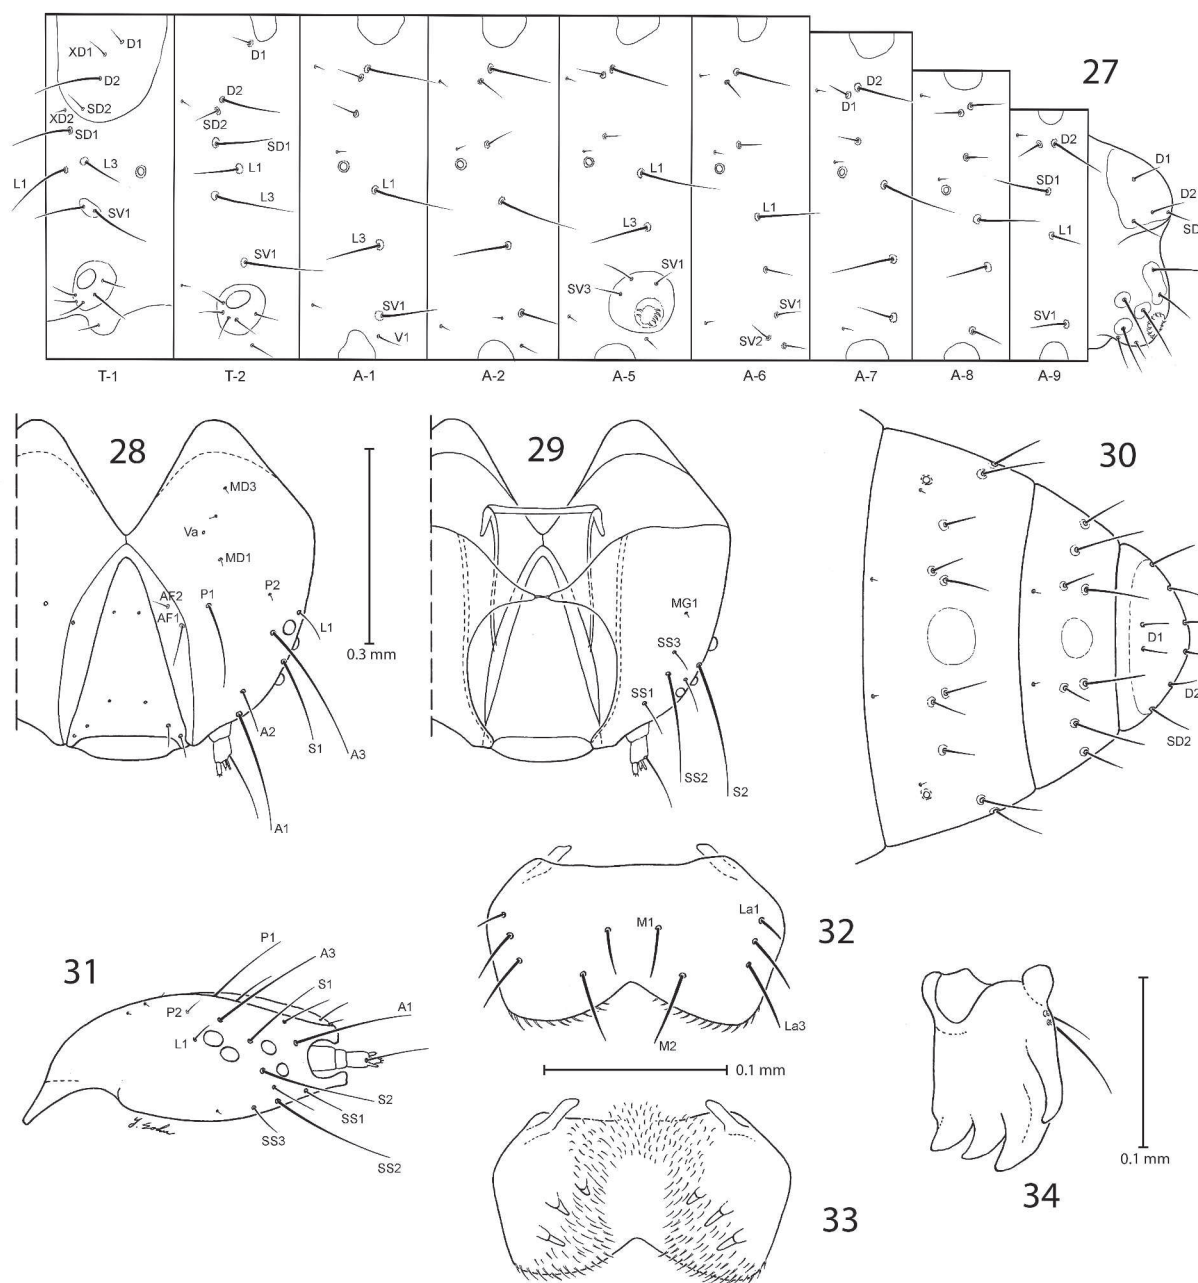 27
XD1
D1
D2
XD2
SD2
SD1
L3
L1
SV1
D1
D2
SD2
SD1
L1
L3
SV1
L1
L3
SV1
V1
L1
L3
SV3
SV1
L1
SV1
SV2
D2
D1
D2
SD1
L1
SV1
D1
D2
SD
T-1
T-2
A-1
A-2
A-5
A-6
A-7
A-8
A-9
28
MD3
Va
MD1
AF2
AF1
P1
P2
L1
A2
S1
A3
A1
0.3 mm
29
MG1
SS3
SS1
SS2
S2
30
D1
D2
SD2
31
P1
A3
S1
A1
P2
L1
S2
SS1
SS3
SS2
32
M1
La1
M2
La3
0.1 mm
33
34
0.1 mm